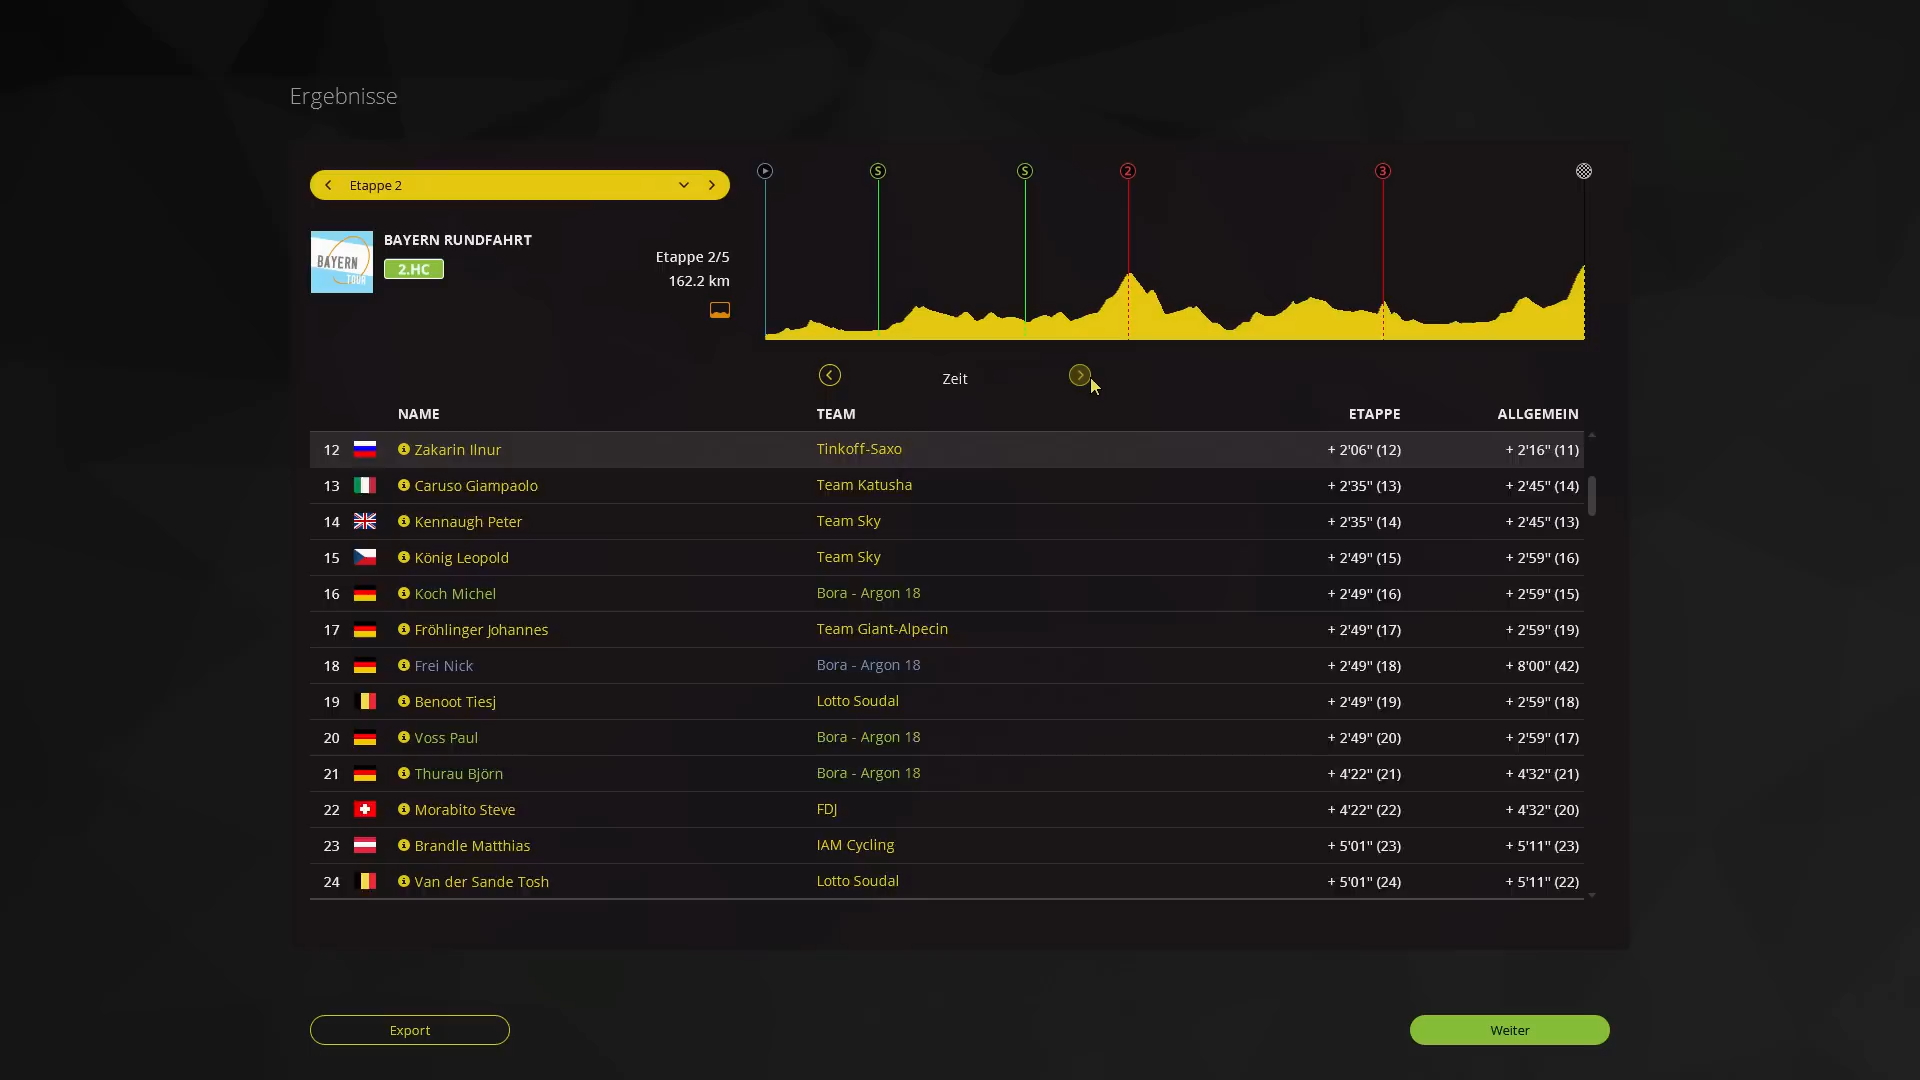 Ergebnisse
Etappe 2
S S 2 3
BAYERN RUNDFAHRT
2.HC
BAYERN
TOUR
Etappe 2/5
162.2 km
Zeit
NAME TEAM ETAPPE ALLGEMEIN
12 Zakarin Ilnur Tinkoff-Saxo + 2'06" (12) + 2'16" (11)
13 Caruso Giampaolo Team Katusha + 2'35" (13) + 2'45" (14)
14 Kennaugh Peter Team Sky + 2'35" (14) + 2'45" (13)
15 König Leopold Team Sky + 2'49" (15) + 2'59" (16)
16 Koch Michel Bora - Argon 18 + 2'49" (16) + 2'59" (15)
17 Fröhlinger Johannes Team Giant-Alpecin + 2'49" (17) + 2'59" (19)
18 Frei Nick Bora - Argon 18 + 2'49" (18) + 8'00" (42)
19 Benoot Tiesj Lotto Soudal + 2'49" (19) + 2'59" (18)
20 Voss Paul Bora - Argon 18 + 2'49" (20) + 2'59" (17)
21 Thurau Björn Bora - Argon 18 + 4'22" (21) + 4'32" (21)
22 Morabito Steve FDJ + 4'22" (22) + 4'32" (20)
23 Brandle Matthias IAM Cycling + 5'01" (23) + 5'11" (23)
24 Van der Sande Tosh Lotto Soudal + 5'01" (24) + 5'11" (22)
Export
Weiter